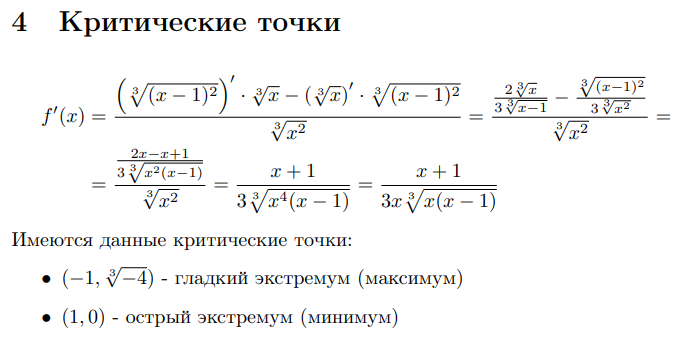 4 Критические точки
f′(x) = \frac{\left(\sqrt[3]{(x-1)^2}\right)' \cdot \sqrt[3]{x} - (\sqrt[3]{x})' \cdot \sqrt[3]{(x-1)^2}}{\sqrt[3]{x^2}} = \frac{\frac{2\sqrt[3]{x}}{3\sqrt[3]{x-1}} - \frac{\sqrt[3]{(x-1)^2}}{3\sqrt[3]{x^2}}}{\sqrt[3]{x^2}} =
= \frac{\frac{2x-x+1}{3\sqrt[3]{x^2(x-1)}}}{\sqrt[3]{x^2}} = \frac{x+1}{3\sqrt[3]{x^4(x-1)}} = \frac{x+1}{3x\sqrt[3]{x(x-1)}}
Имеются данные критические точки:
• (−1, \sqrt[3]{-4}) - гладкий экстремум (максимум)
• (1, 0) - острый экстремум (минимум)